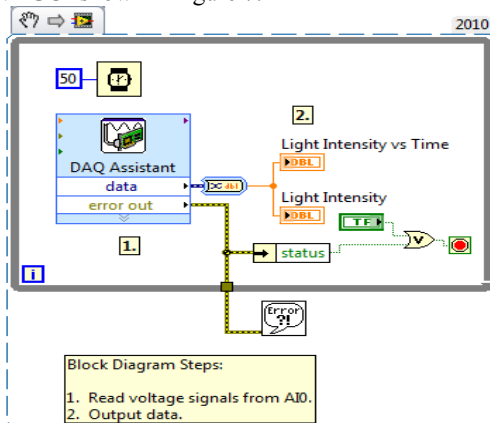 2010
50
2.
Light Intensity vs Time
DBL
DAQ Assistant
data
dbl
error out
Light Intensity
DBL
TF
V
status
1.
i
Error
?!
Block Diagram Steps:
1. Read voltage signals from AI0.
2. Output data.